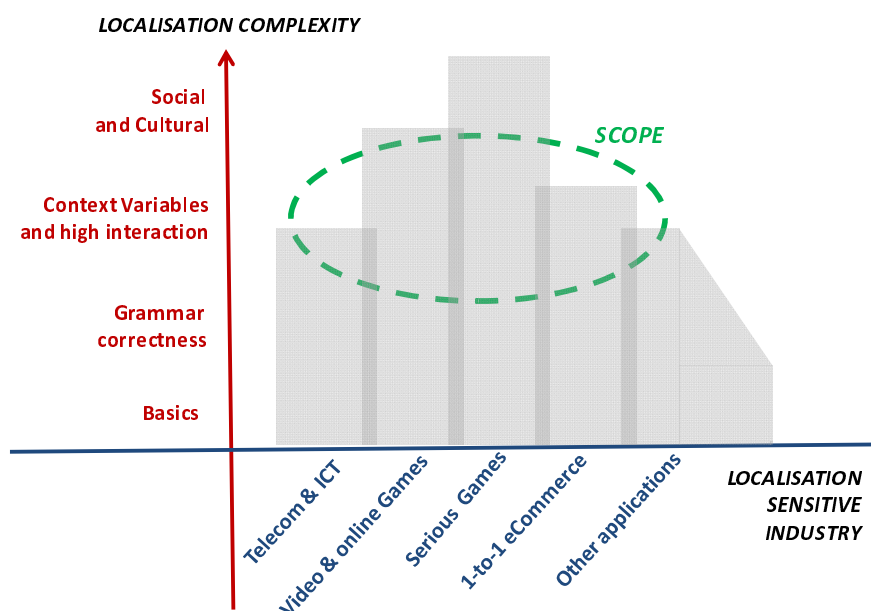 LOCALISATION COMPLEXITY
Social
and Cultural
SCOPE
Context Variables
and high interaction
Grammar
correctness
Basics
Telecom & ICT
Video & online Games
Serious Games
1-to-1 eCommerce
Other applications
LOCALISATION
SENSITIVE
INDUSTRY